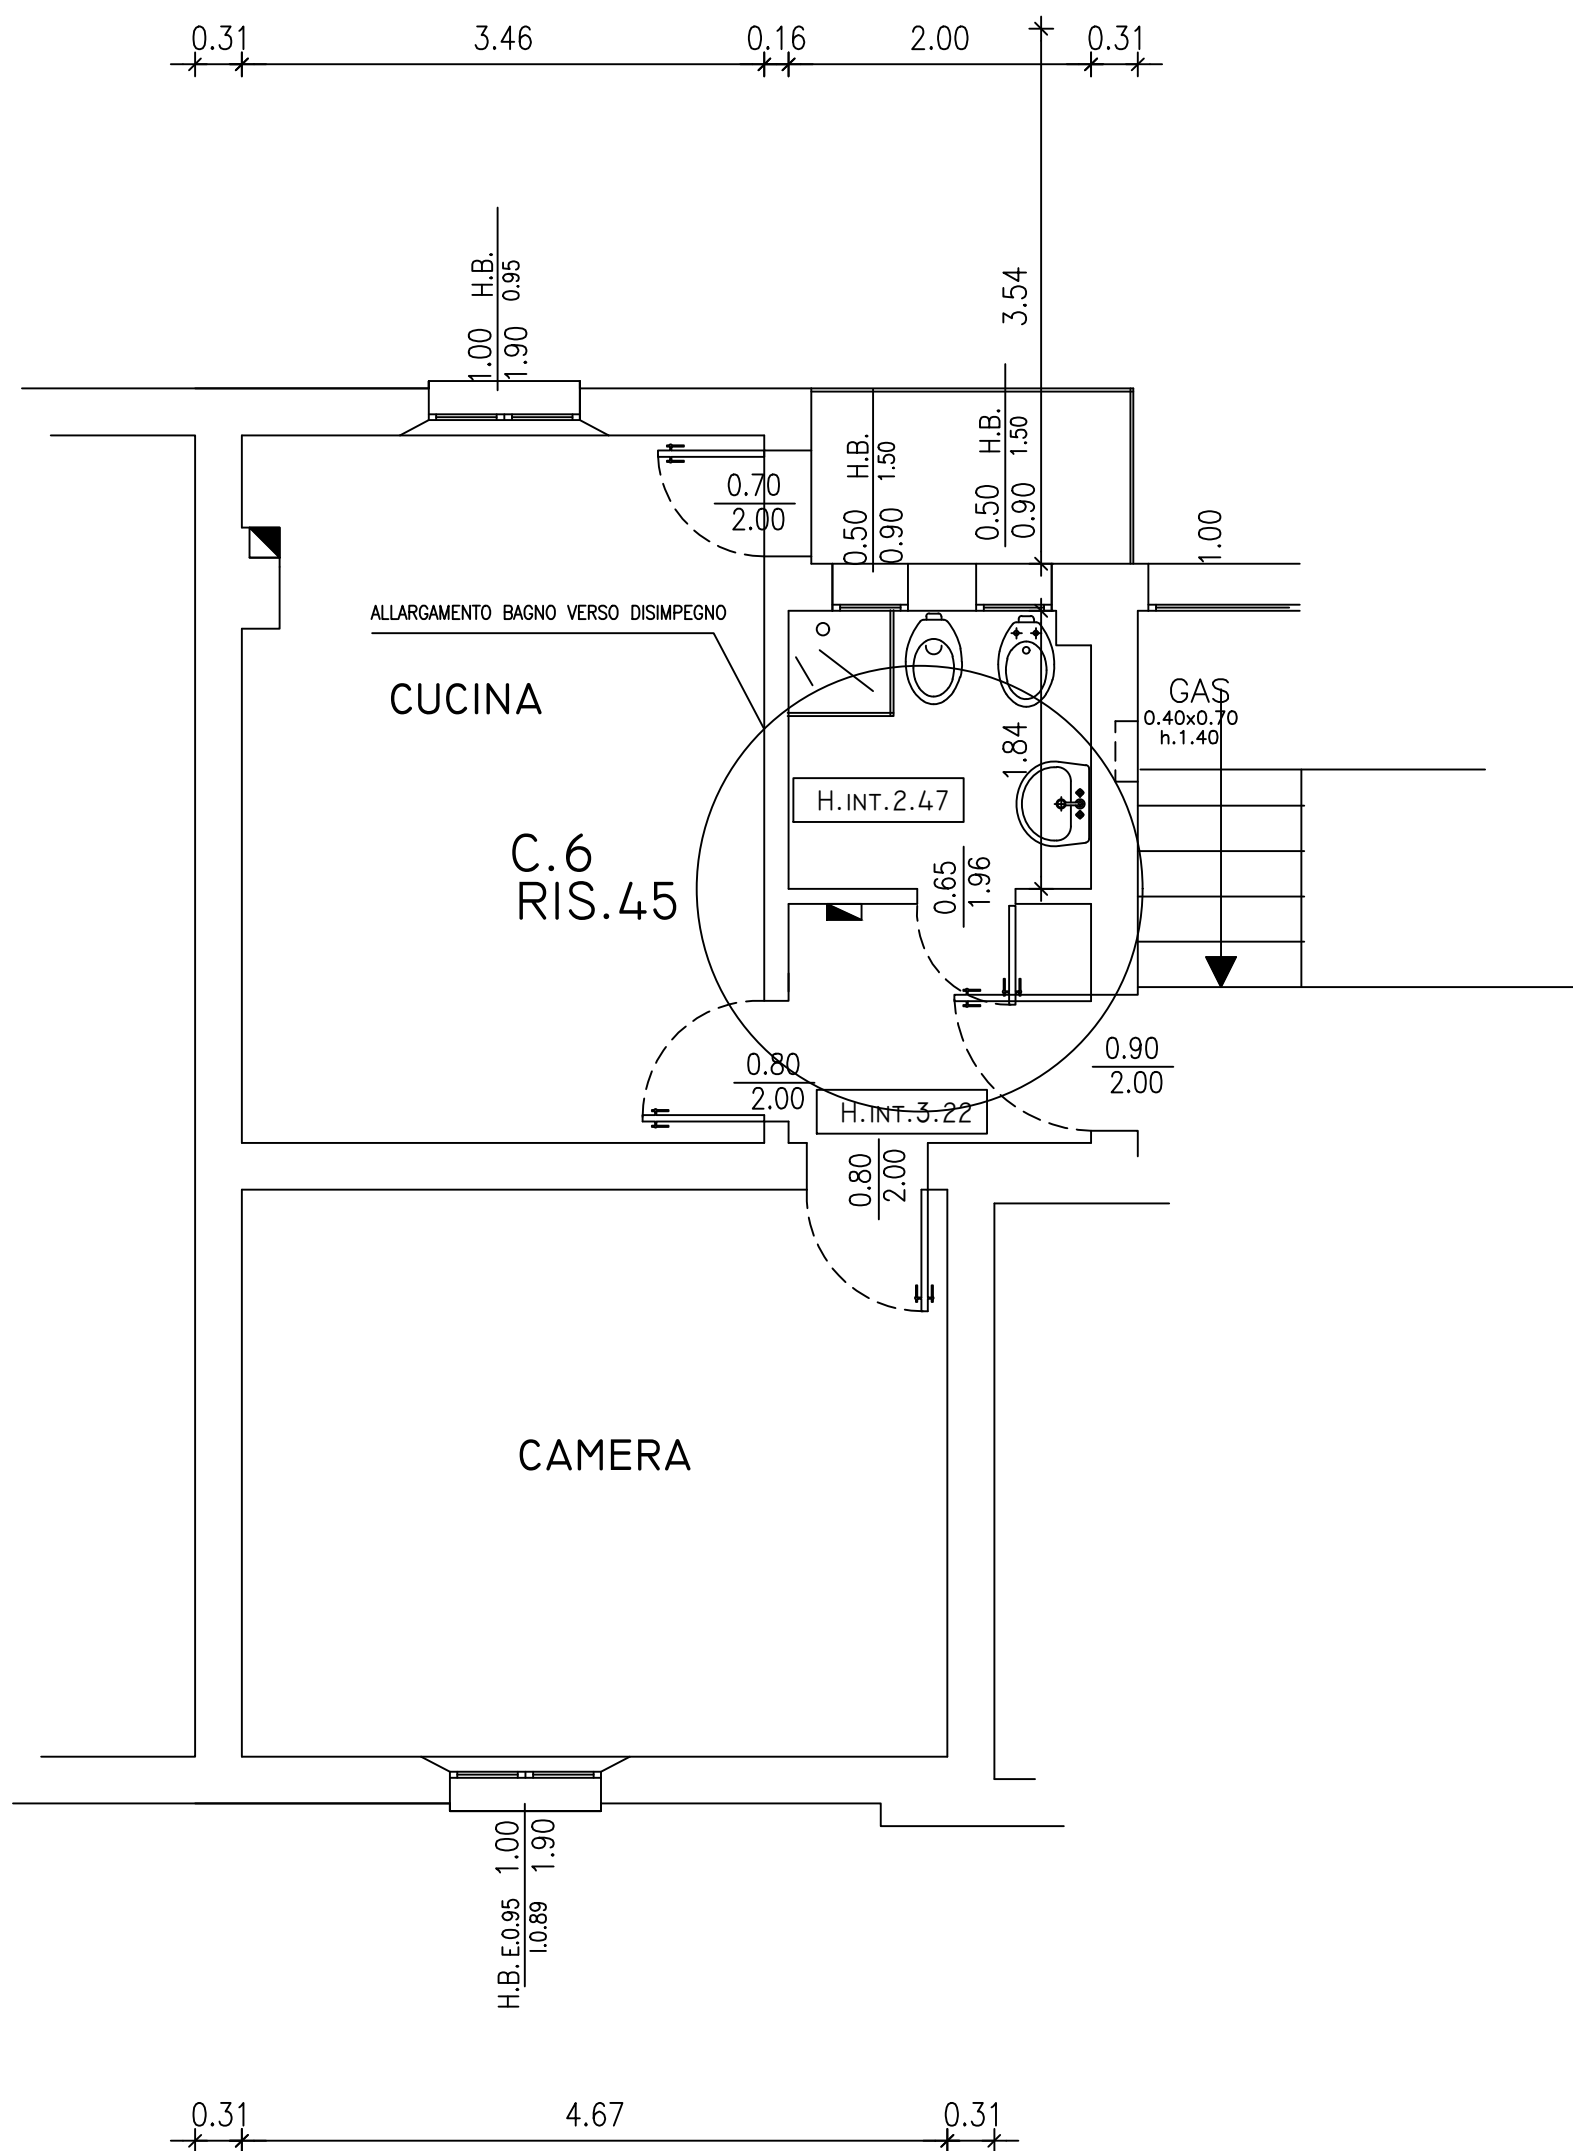 0.31
3.46
0.16
2.00
0.31
H.B.
0.95
1.00
1.90
3.54
H.B.
1.50
0.50
0.90
H.B.
1.50
0.50
0.90
1.00
0.70
2.00
ALLARGAMENTO BAGNO VERSO DISIMPEGNO
CUCINA
GAS
0.40x0.70
h.1.40
1.84
H.INT.2.47
C.6
RIS.45
0.65
1.96
0.80
2.00
0.90
2.00
H.INT.3.22
0.80
2.00
CAMERA
H.B. E.0.95 1.00
I.0.89 1.90
0.31
4.67
0.31